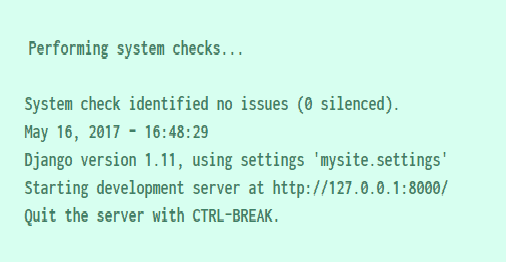 Performing system checks...
System check identified no issues (0 silenced).
May 16, 2017 - 16:48:29
Django version 1.11, using settings 'mysite.settings'
Starting development server at http://127.0.0.1:8000/
Quit the server with CTRL-BREAK.